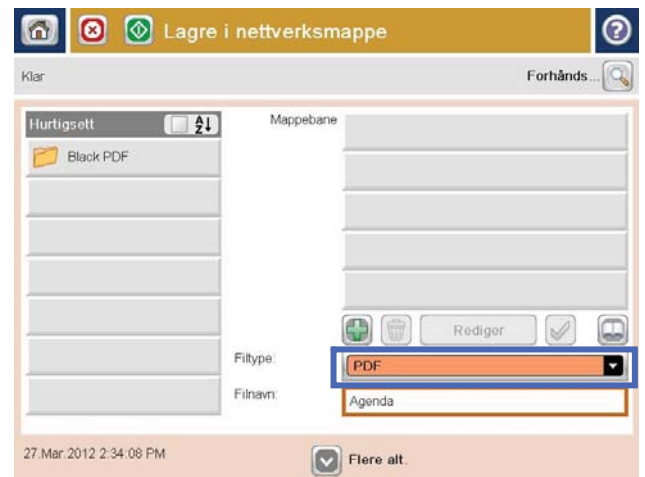 Lagre i nettverksmappe
Klar
Forhånds...
Hurtigsett
Mappebane
Black PDF
Rediger
Filtype:
PDF
Filnavn:
Agenda
27.Mar.2012 2:34:08 PM
Flere alt.